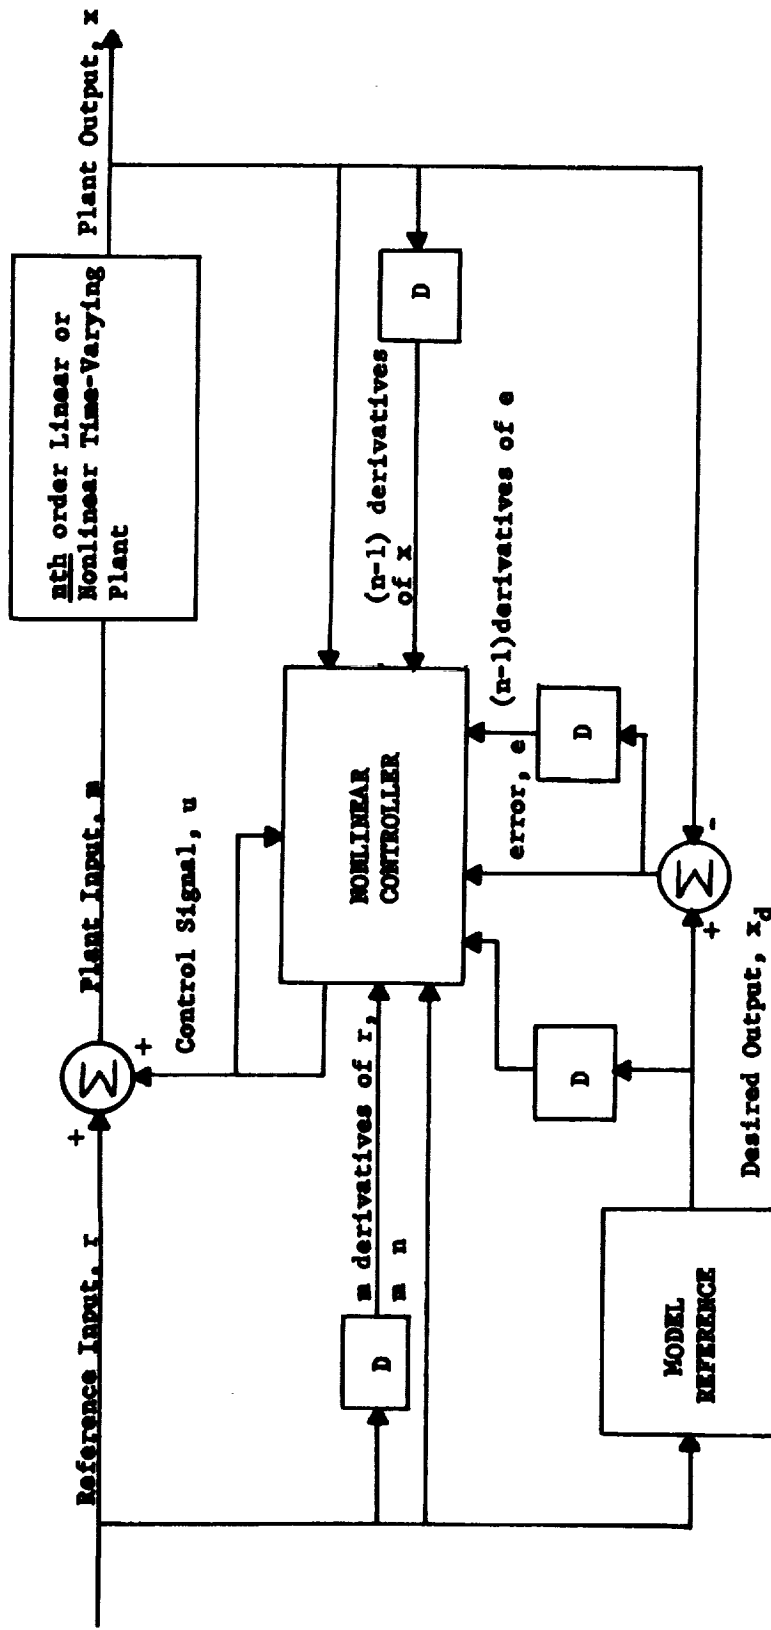 Reference Input, r
+
Σ
+
Plant Input, m
nth order Linear or
Nonlinear Time-Varying
Plant
Plant Output, x
Control Signal, u
D
m derivatives of r,
m n
NONLINEAR
CONTROLLER
(n-1) derivatives
of x
D
(n-1)derivatives of e
error, e
D
D
MODEL
REFERENCE
Desired Output, xd
+
Σ
-